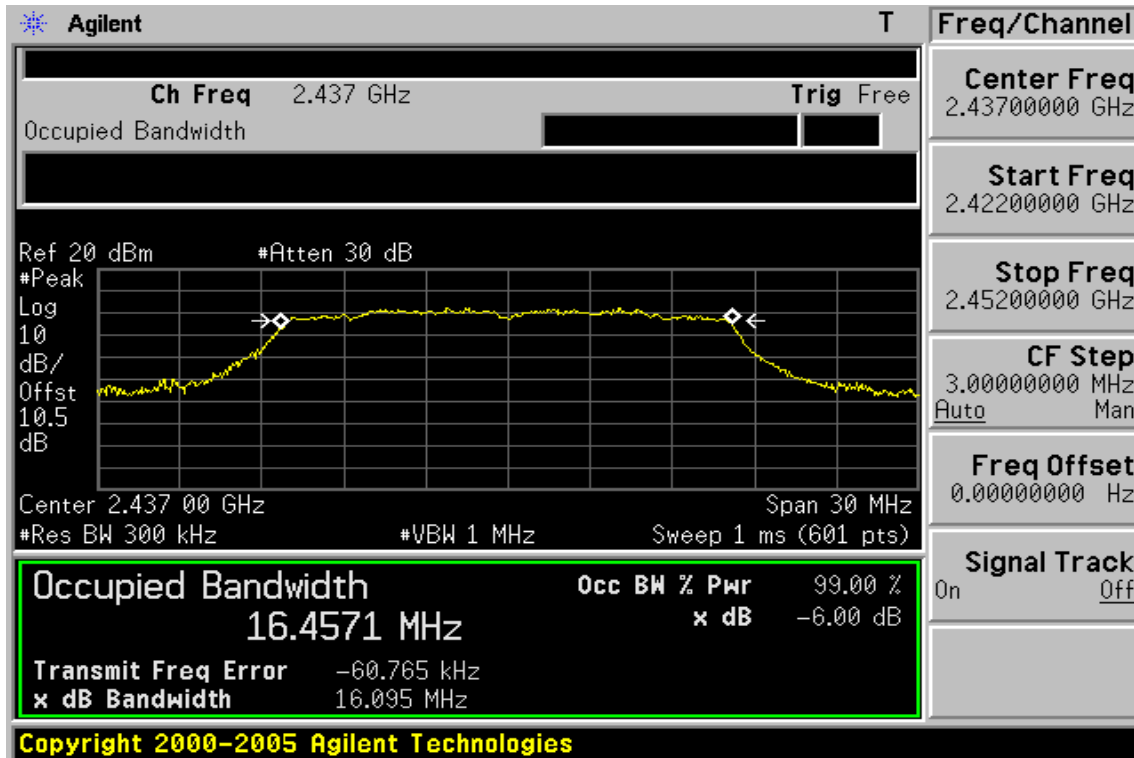 Agilent T
Freq/Channel
Ch Freq 2.437 GHz Trig Free
Occupied Bandwidth
Center Freq
2.43700000 GHz
Start Freq
2.42200000 GHz
Stop Freq
2.45200000 GHz
CF Step
3.00000000 MHz
Auto Man
Freq Offset
0.00000000 Hz
Signal Track
On Off
Ref 20 dBm #Atten 30 dB
#Peak
Log
10
dB/
Offst
10.5
dB
Center 2.437 00 GHz Span 30 MHz
#Res BW 300 kHz #VBW 1 MHz Sweep 1 ms (601 pts)
Occupied Bandwidth Occ BW % Pwr 99.00 %
16.4571 MHz x dB -6.00 dB
Transmit Freq Error -60.765 kHz
x dB Bandwidth 16.095 MHz
Copyright 2000-2005 Agilent Technologies